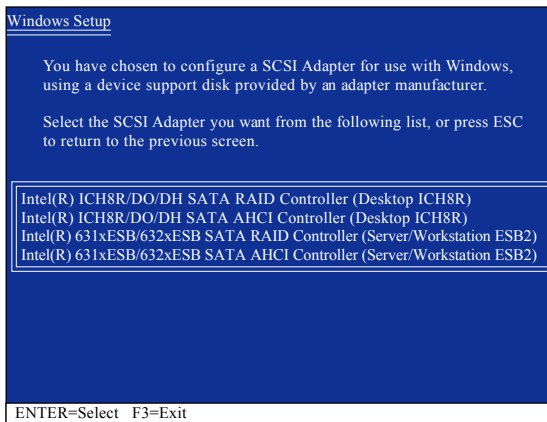 Windows Setup
You have chosen to configure a SCSI Adapter for use with Windows,
using a device support disk provided by an adapter manufacturer.
Select the SCSI Adapter you want from the following list, or press ESC
to return to the previous screen.
Intel(R) ICH8R/DO/DH SATA RAID Controller (Desktop ICH8R)
Intel(R) ICH8R/DO/DH SATA AHCI Controller (Desktop ICH8R)
Intel(R) 631xESB/632xESB SATA RAID Controller (Server/Workstation ESB2)
Intel(R) 631xESB/632xESB SATA AHCI Controller (Server/Workstation ESB2)
ENTER=Select F3=Exit